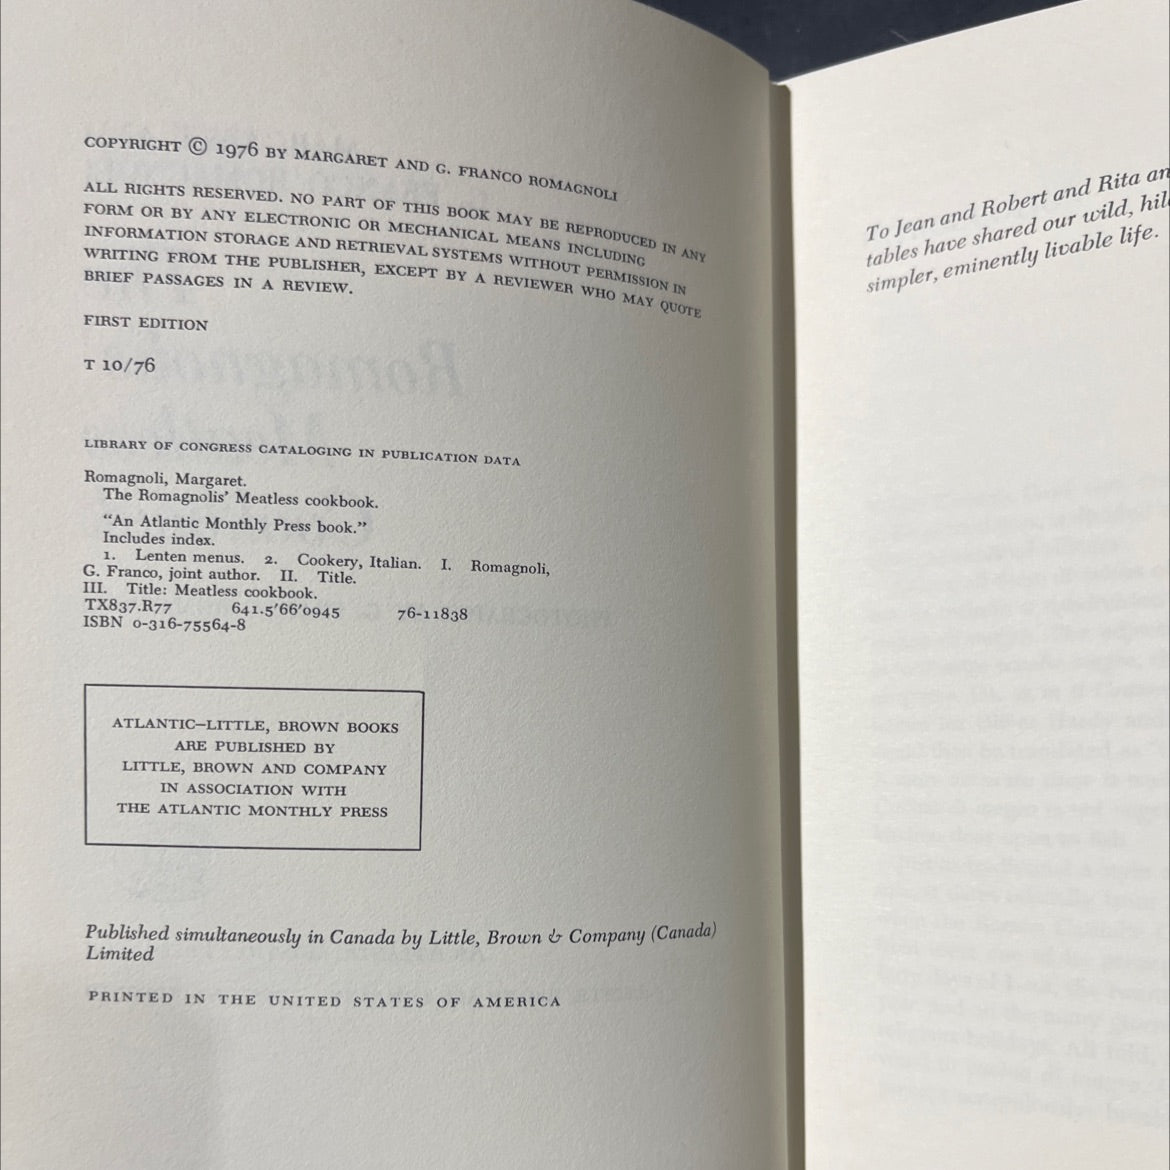 COPYRIGHT © 1976 BY MARGARET AND G. FRANCO ROMAGNOLI
ALL RIGHTS RESERVED. NO PART OF THIS BOOK MAY BE REPRODUCED IN ANY
FORM OR BY ANY ELECTRONIC OR MECHANICAL MEANS INCLUDING
INFORMATION STORAGE AND RETRIEVAL SYSTEMS WITHOUT PERMISSION IN
WRITING FROM THE PUBLISHER, EXCEPT BY A REVIEWER WHO MAY QUOTE
BRIEF PASSAGES IN A REVIEW.
FIRST EDITION
T 10/76
LIBRARY OF CONGRESS CATALOGING IN PUBLICATION DATA
Romagnoli, Margaret.
The Romagnolis' Meatless cookbook.
"An Atlantic Monthly Press book."
Includes index.
1. Lenten menus. 2. Cookery, Italian. I. Romagnoli,
G. Franco, joint author. II. Title.
III. Title: Meatless cookbook.
TX837.R77 641.5'66'0945 76-11838
ISBN 0-316-75564-8
ATLANTIC–LITTLE, BROWN BOOKS
ARE PUBLISHED BY
LITTLE, BROWN AND COMPANY
IN ASSOCIATION WITH
THE ATLANTIC MONTHLY PRESS
Published simultaneously in Canada by Little, Brown & Company (Canada)
Limited
PRINTED IN THE UNITED STATES OF AMERICA
To Jean and Robert and Rita
tables have shared our wild,
simpler, eminently livable life.